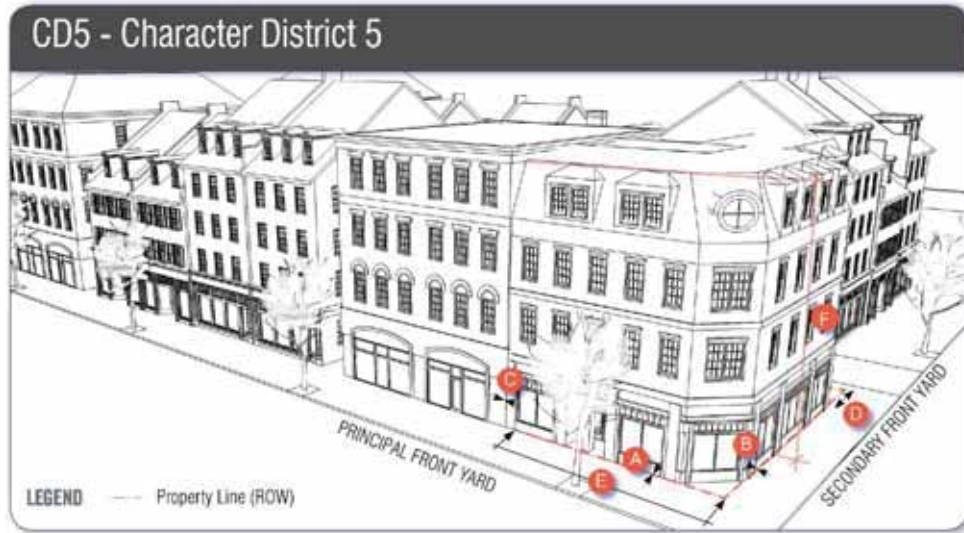 CD5 - Character District 5
F
C
D
PRINCIPAL FRONT YARD
SECONDARY FRONT YARD
B
A
E
LEGEND
Property Line (ROW)